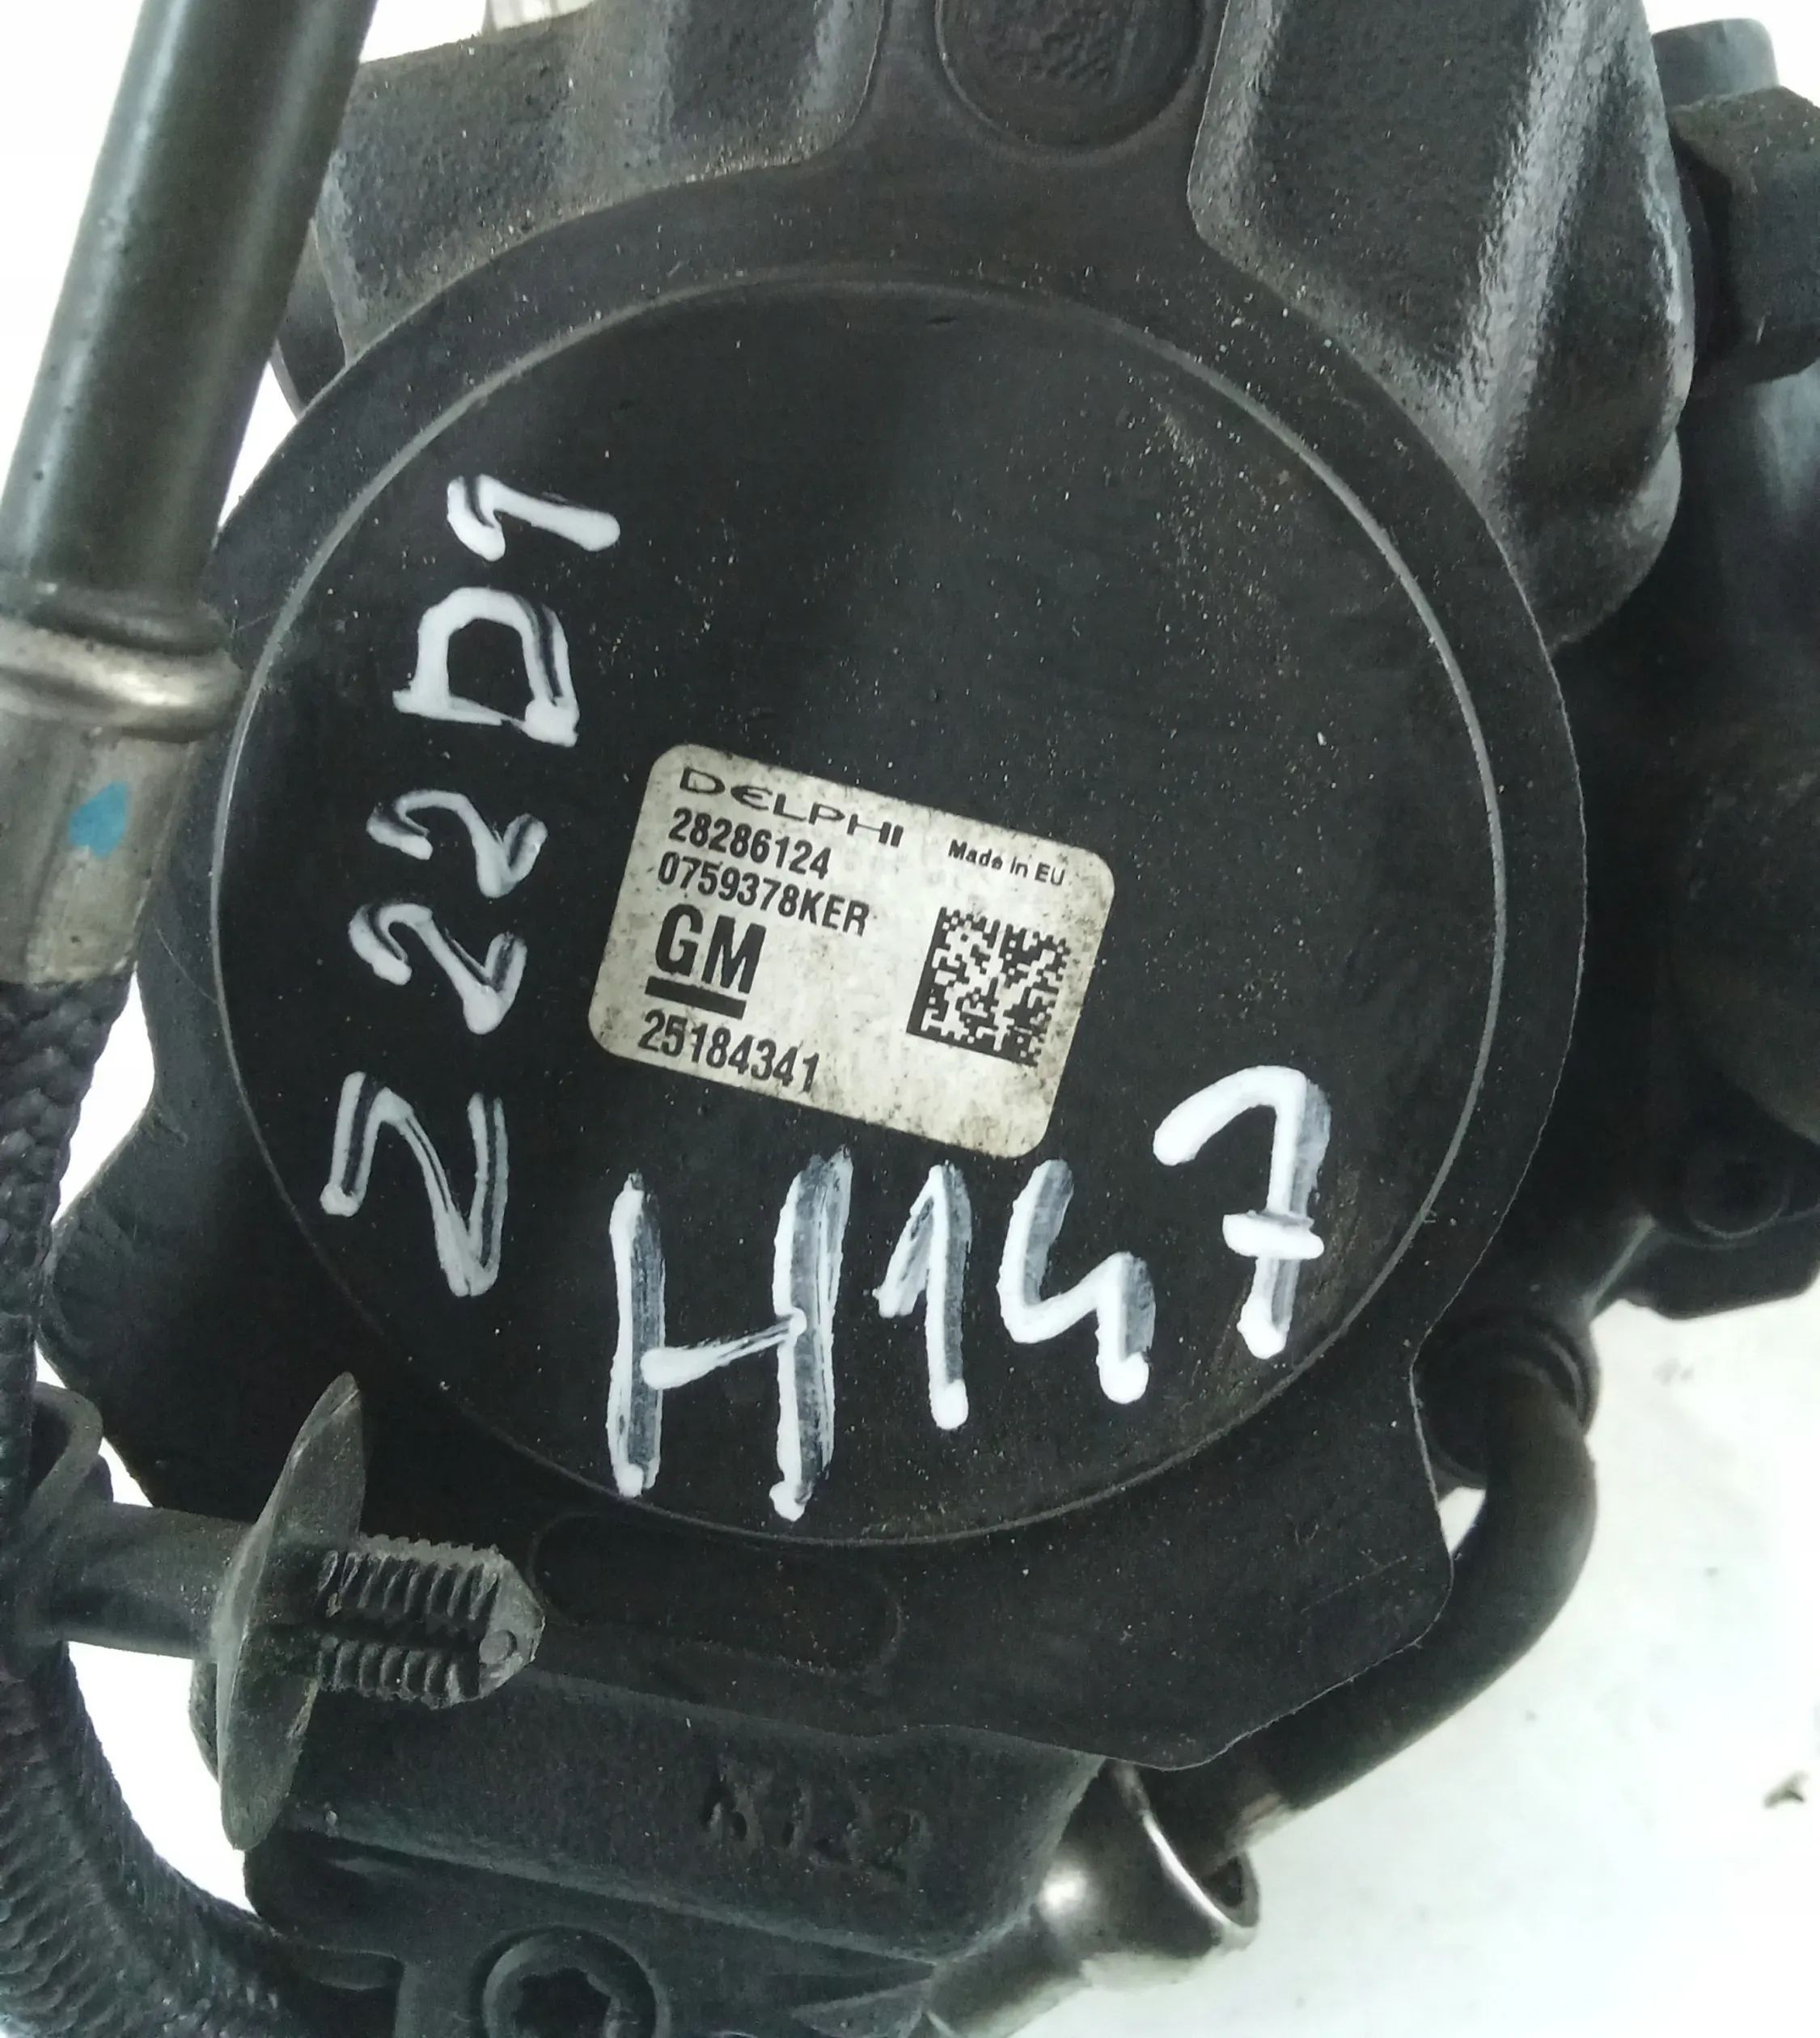 Z22D1
DELPHI
28286124 Made in EU
0759378KER
GM
25184341
H147